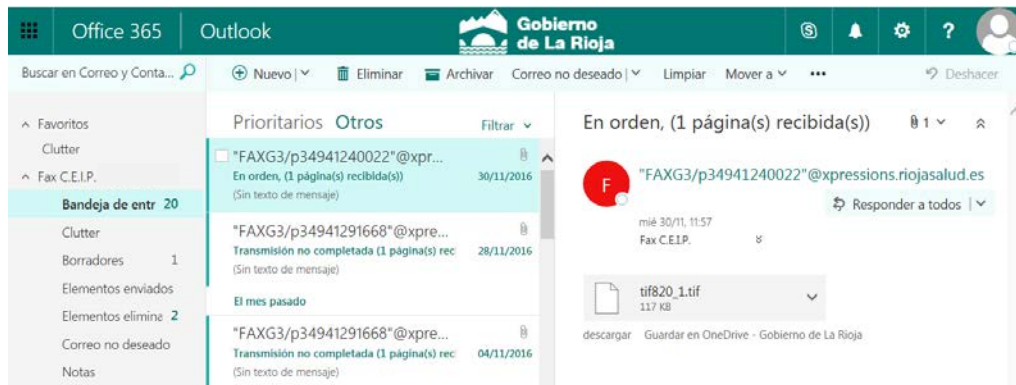 Office 365
Outlook
Gobierno
de La Rioja
?
Buscar en Correo y Conta...
Nuevo
Eliminar
Archivar
Correo no deseado
Limpiar
Mover a
...
Deshacer
Favoritos
Clutter
Fax C.E.I.P.
Bandeja de entr 20
Clutter
Borradores 1
Elementos enviados
Elementos elimina 2
Correo no deseado
Notas
Prioritarios Otros
Filtrar
"FAXG3/p34941240022"@xpr...
En orden, (1 página(s) recibida(s)) 30/11/2016
(Sin texto de mensaje)
"FAXG3/p34941291668"@xpre...
Transmisión no completada (1 página(s) rec 28/11/2016
(Sin texto de mensaje)
El mes pasado
"FAXG3/p34941291668"@xpre...
Transmisión no completada (1 página(s) rec 04/11/2016
(Sin texto de mensaje)
En orden, (1 página(s) recibida(s))
1
F
"FAXG3/p34941240022"@xpressions.riojasalud.es
Responder a todos
mié 30/11, 11:57
Fax C.E.I.P.
tif820_1.tif
117 KB
descargar Guardar en OneDrive - Gobierno de La Rioja